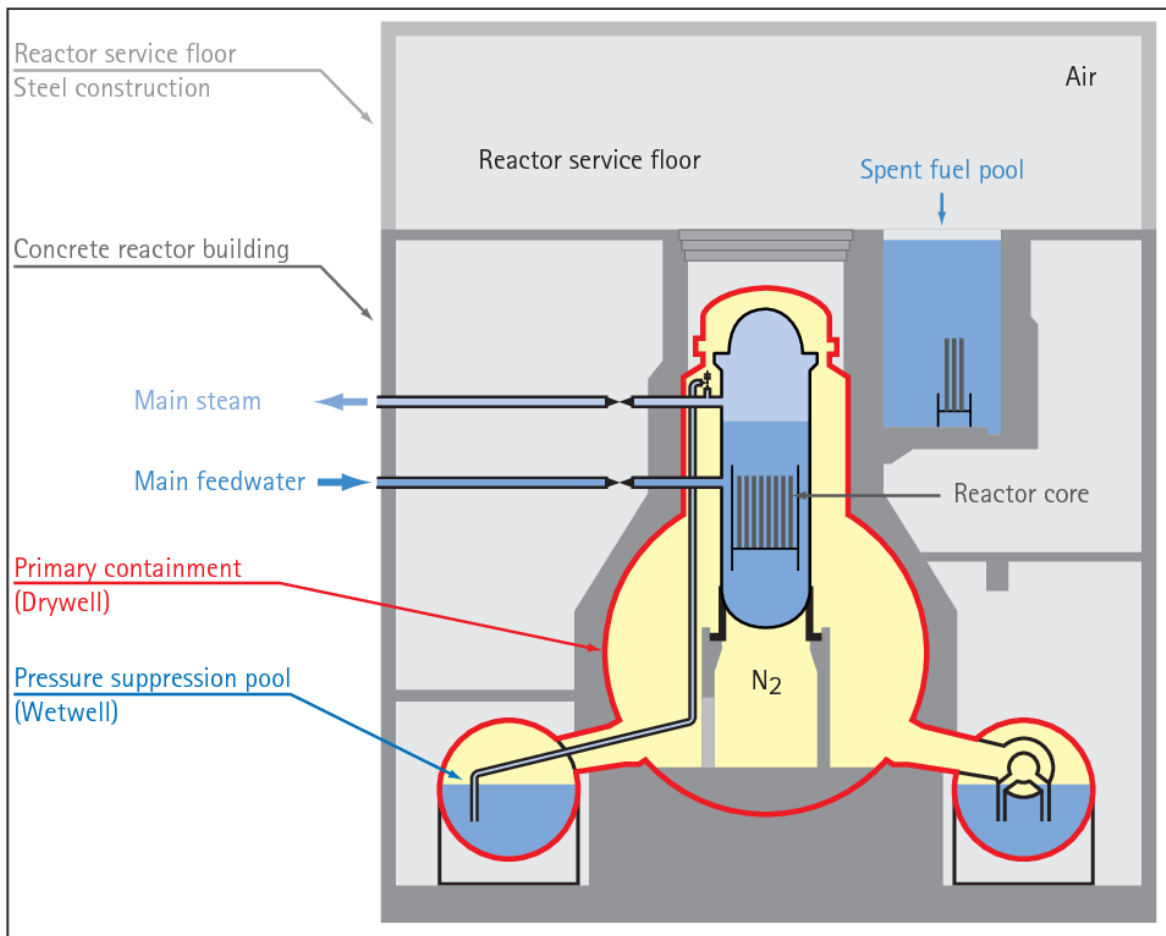 Reactor service floor
Steel construction
Air
Reactor service floor
Spent fuel pool
Concrete reactor building
Main steam
Main feedwater
Reactor core
Primary containment
(Drywell)
Pressure suppression pool
(Wetwell)
N2